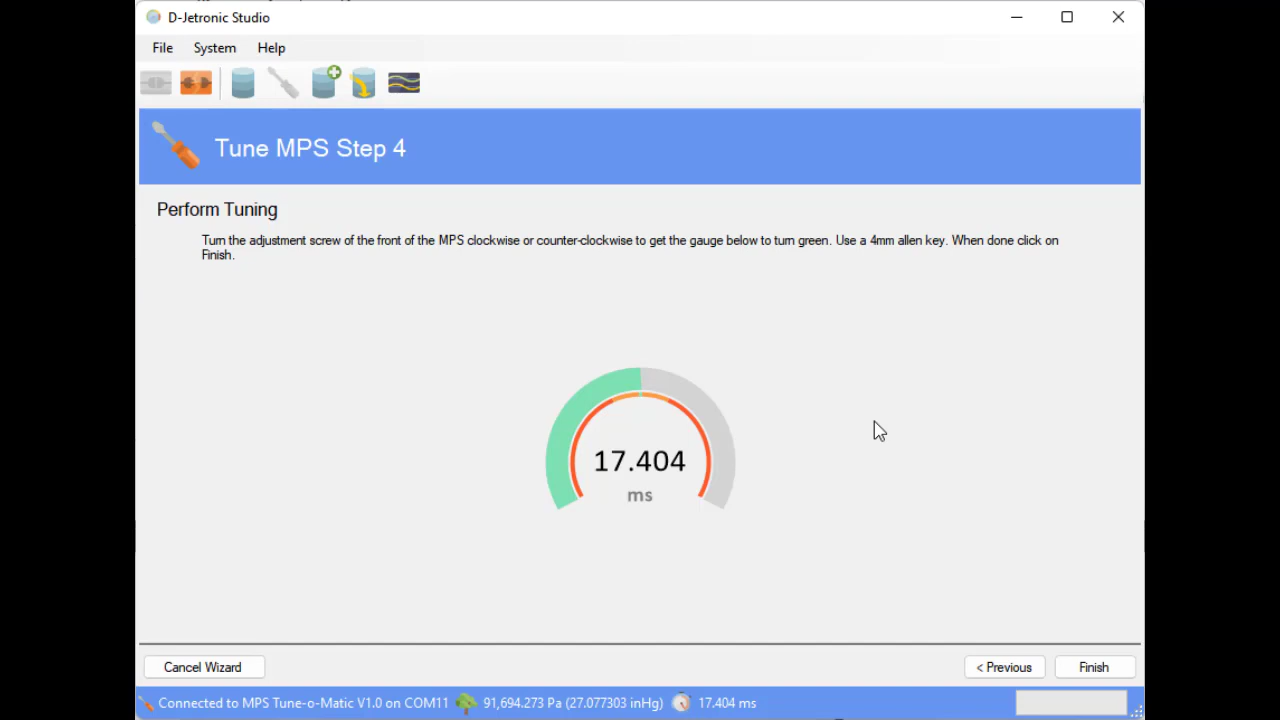 D-Jetronic Studio
File System Help
Tune MPS Step 4
Perform Tuning
Turn the adjustment screw of the front of the MPS clockwise or counter-clockwise to get the gauge below to turn green. Use a 4mm allen key. When done click on
Finish.
17.404
ms
Cancel Wizard < Previous Finish
Connected to MPS Tune-o-Matic V1.0 on COM11 91,694.273 Pa (27.077303 inHg) 17.404 ms